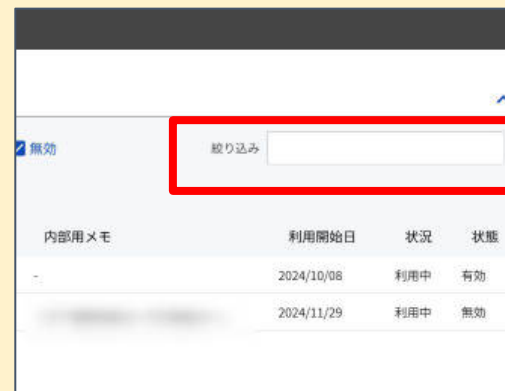 無効 絞り込み
内部用メモ 利用開始日 状況 状態
- 2024/10/08 利用中 有効
2024/11/29 利用中 無効